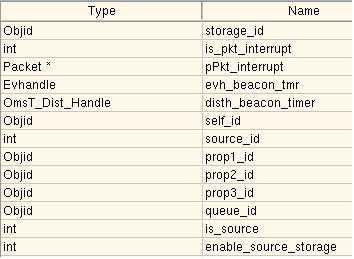 Type Name
Objid storage_id
int is_pkt_interrupt
Packet * pPkt_interrupt
Evhandle evh_beacon_tmr
OmsT_Dist_Handle disth_beacon_timer
Objid self_id
int source_id
Objid prop1_id
Objid prop2_id
Objid prop3_id
Objid queue_id
int is_source
int enable_source_storage